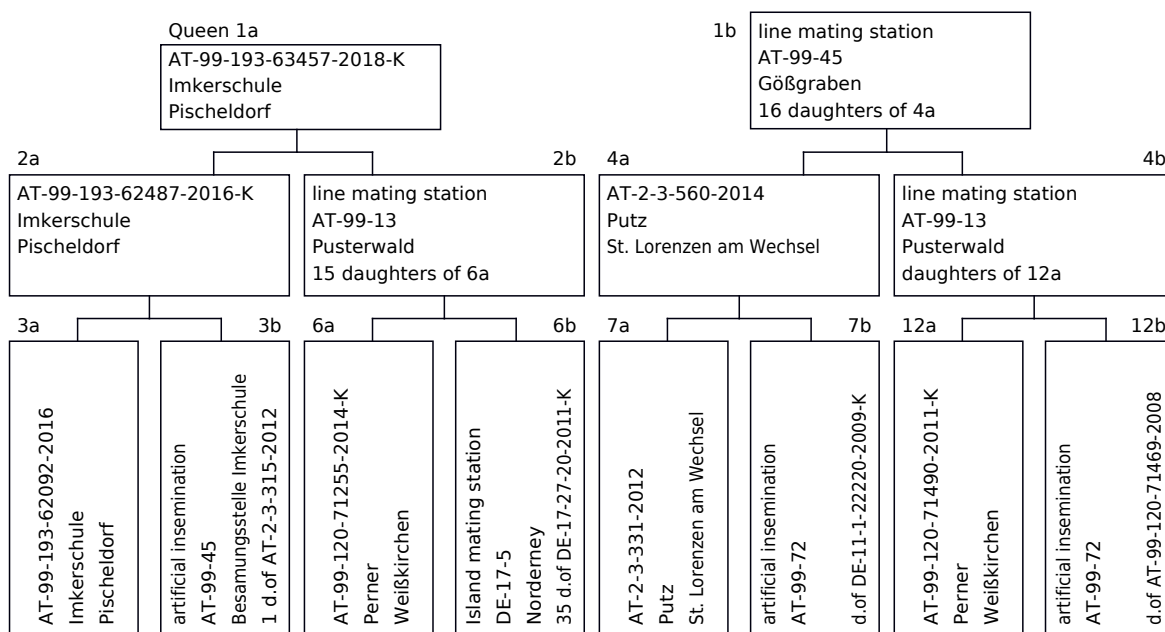 Queen 1a
AT-99-193-63457-2018-K
Imkerschule
Pischeldorf
1b
line mating station
AT-99-45
Gößgraben
16 daughters of 4a
2a
AT-99-193-62487-2016-K
Imkerschule
Pischeldorf
2b
line mating station
AT-99-13
Pusterwald
15 daughters of 6a
4a
AT-2-3-560-2014
Putz
St. Lorenzen am Wechsel
4b
line mating station
AT-99-13
Pusterwald
daughters of 12a
3a
AT-99-193-62092-2016
Imkerschule
Pischeldorf
3b
artificial insemination
AT-99-45
Besamungsstelle Imkerschule
1 d.of AT-2-3-315-2012
6a
AT-99-120-71255-2014-K
Perner
Weißkirchen
6b
Island mating station
DE-17-5
Norderney
35 d.of DE-17-27-20-2011-K
7a
AT-2-3-331-2012
Putz
St. Lorenzen am Wechsel
7b
artificial insemination
AT-99-72
d.of DE-11-1-22220-2009-K
12a
AT-99-120-71490-2011-K
Perner
Weißkirchen
12b
artificial insemination
AT-99-72
d.of AT-99-120-71469-2008